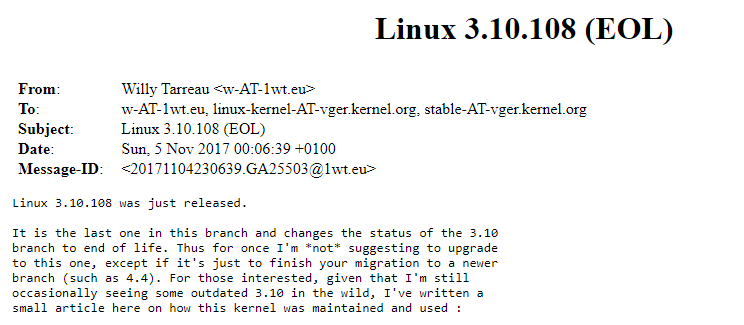 Linux 3.10.108 (EOL)
From: Willy Tarreau <w-AT-1wt.eu>
To: w-AT-1wt.eu, linux-kernel-AT-vger.kernel.org, stable-AT-vger.kernel.org
Subject: Linux 3.10.108 (EOL)
Date: Sun, 5 Nov 2017 00:06:39 +0100
Message-ID: <20171104230639.GA25503@1wt.eu>
Linux 3.10.108 was just released.
It is the last one in this branch and changes the status of the 3.10
branch to end of life. Thus for once I'm *not* suggesting to upgrade
to this one, except if it's just to finish your migration to a newer
branch (such as 4.4). For those interested, given that I'm still
occasionally seeing some outdated 3.10 in the wild, I've written a
small article here on how this kernel was maintained and used :